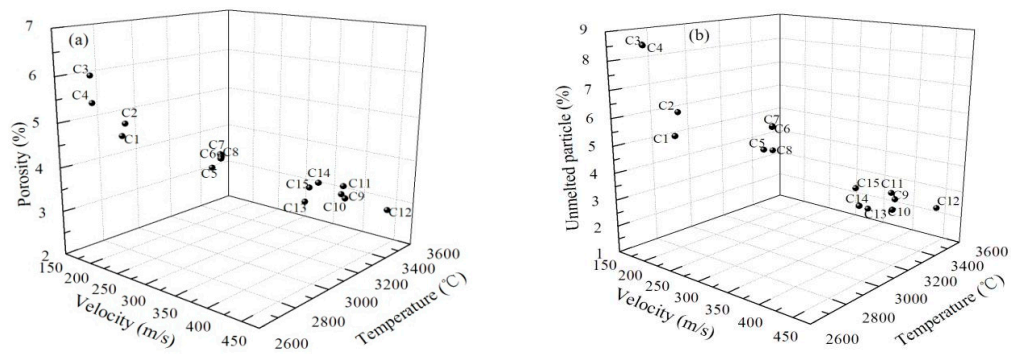 (a)
Porosity (%)
7
6
5
4
3
2
C3
C4
C2
C1
C7
C6
C8
C5
C14
C15
C11
C9
C13
C10
C12
150
200
250
300
350
400
450
Velocity (m/s)
2600
2800
3000
3200
3400
3600
Temperature (℃)
(b)
Unmelted particle (%)
9
8
7
6
5
4
3
2
1
C3
C4
C2
C1
C7
C6
C5
C8
C15
C11
C9
C14
C13
C10
C12
150
200
250
300
350
400
450
Velocity (m/s)
2600
2800
3000
3200
3400
3600
Temperature (℃)